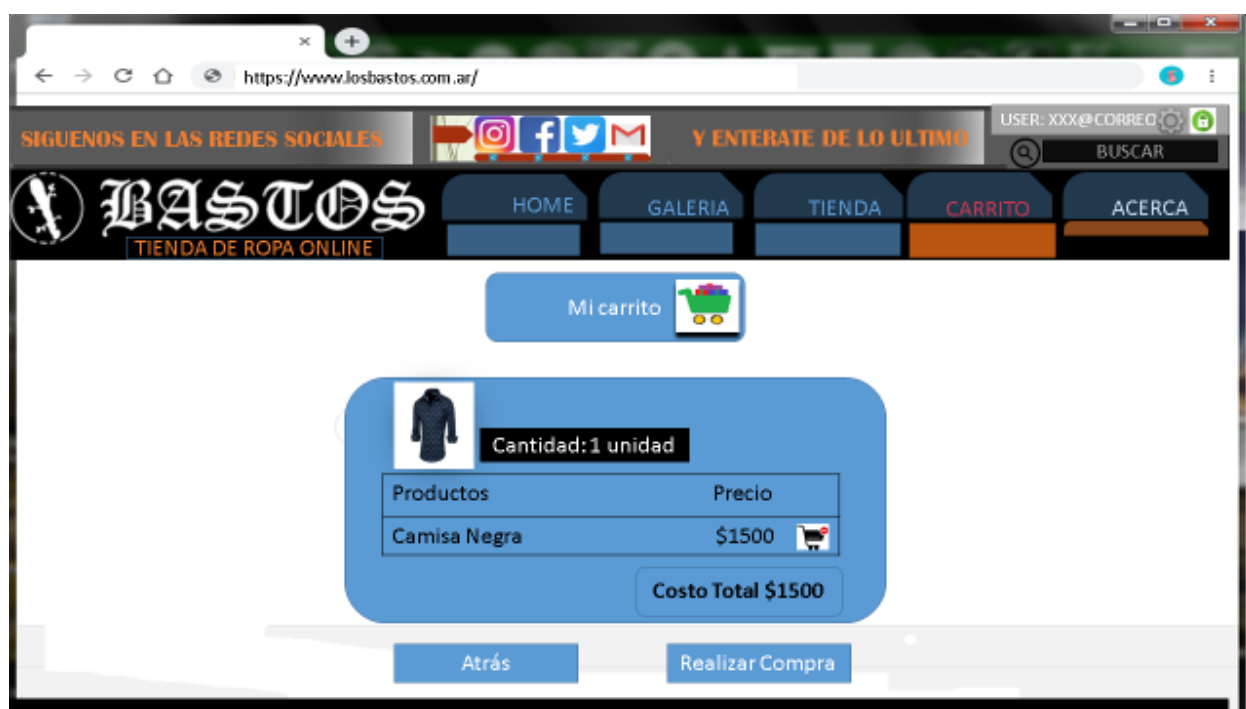 https://www.losbastos.com.ar/
SIGUENOS EN LAS REDES SOCIALES
Y ENTERATE DE LO ULTIMO
USER: XXX@CORREO
BUSCAR
BASTOS
TIENDA DE ROPA ONLINE
HOME GALERIA TIENDA CARRITO ACERCA
Mi carrito
Cantidad:1 unidad
Productos Precio
Camisa Negra $1500
Costo Total $1500
Atrás Realizar Compra